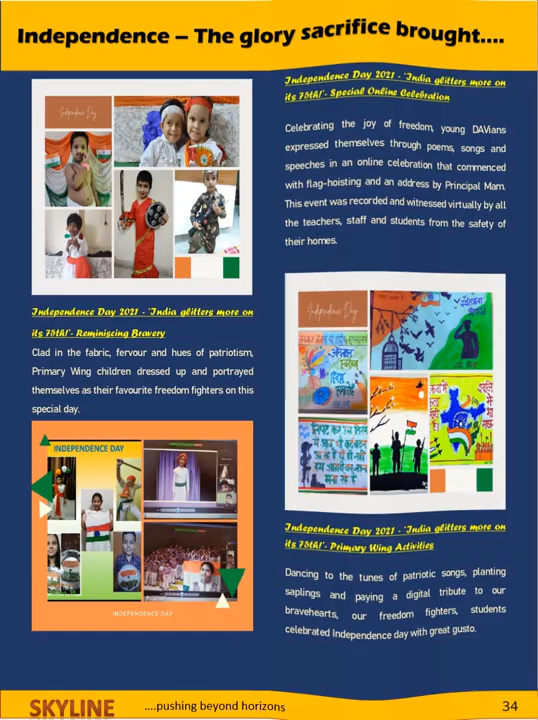 Independence – The glory sacrifice brought....
Independence Day
Independence Day 2021 - 'India glitters more on
its 75th!'- Reminiscing Bravery
Clad in the fabric, fervour and hues of patriotism,
Primary Wing children dressed up and portrayed
themselves as their favourite freedom fighters on this
special day.
INDEPENDENCE DAY
INDEPENDENCE DAY
Independence Day 2021 - 'India glitters more on
its 75th!'- Special Online Celebration
Celebrating the joy of freedom, young DAVians
expressed themselves through poems, songs and
speeches in an online celebration that commenced
with flag-hoisting and an address by Principal Mam.
This event was recorded and witnessed virtually by all
the teachers, staff and students from the safety of
their homes.
Independence Day
Independence Day 2021 - 'India glitters more on
its 75th!'- Primary Wing Activities
Dancing to the tunes of patriotic songs, planting
saplings and paying a digital tribute to our
bravehearts, our freedom fighters, students
celebrated Independence day with great gusto.
SKYLINE
....pushing beyond horizons
34